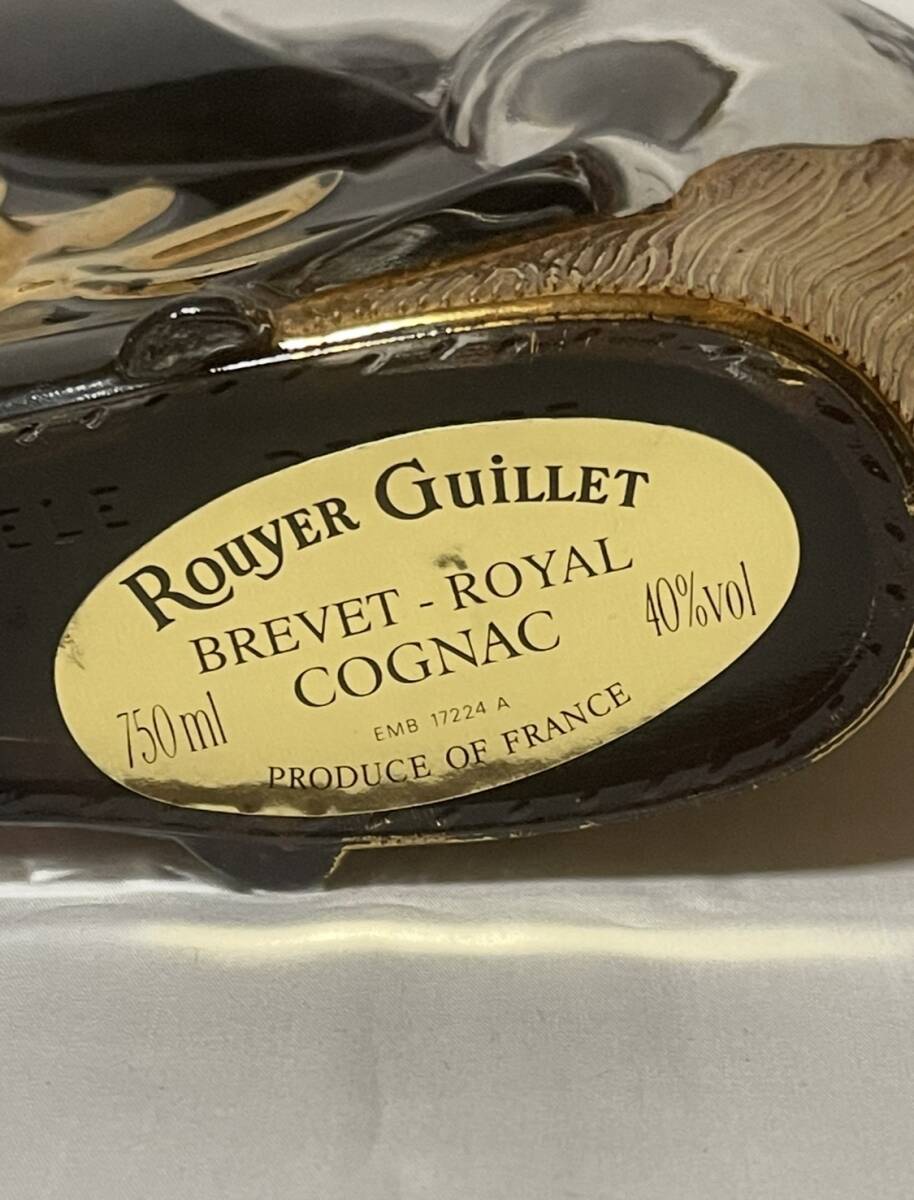 ROUYER GUILLET
BREVET - ROYAL
COGNAC
40%vol
750ml
EMB 17224 A
PRODUCE OF FRANCE